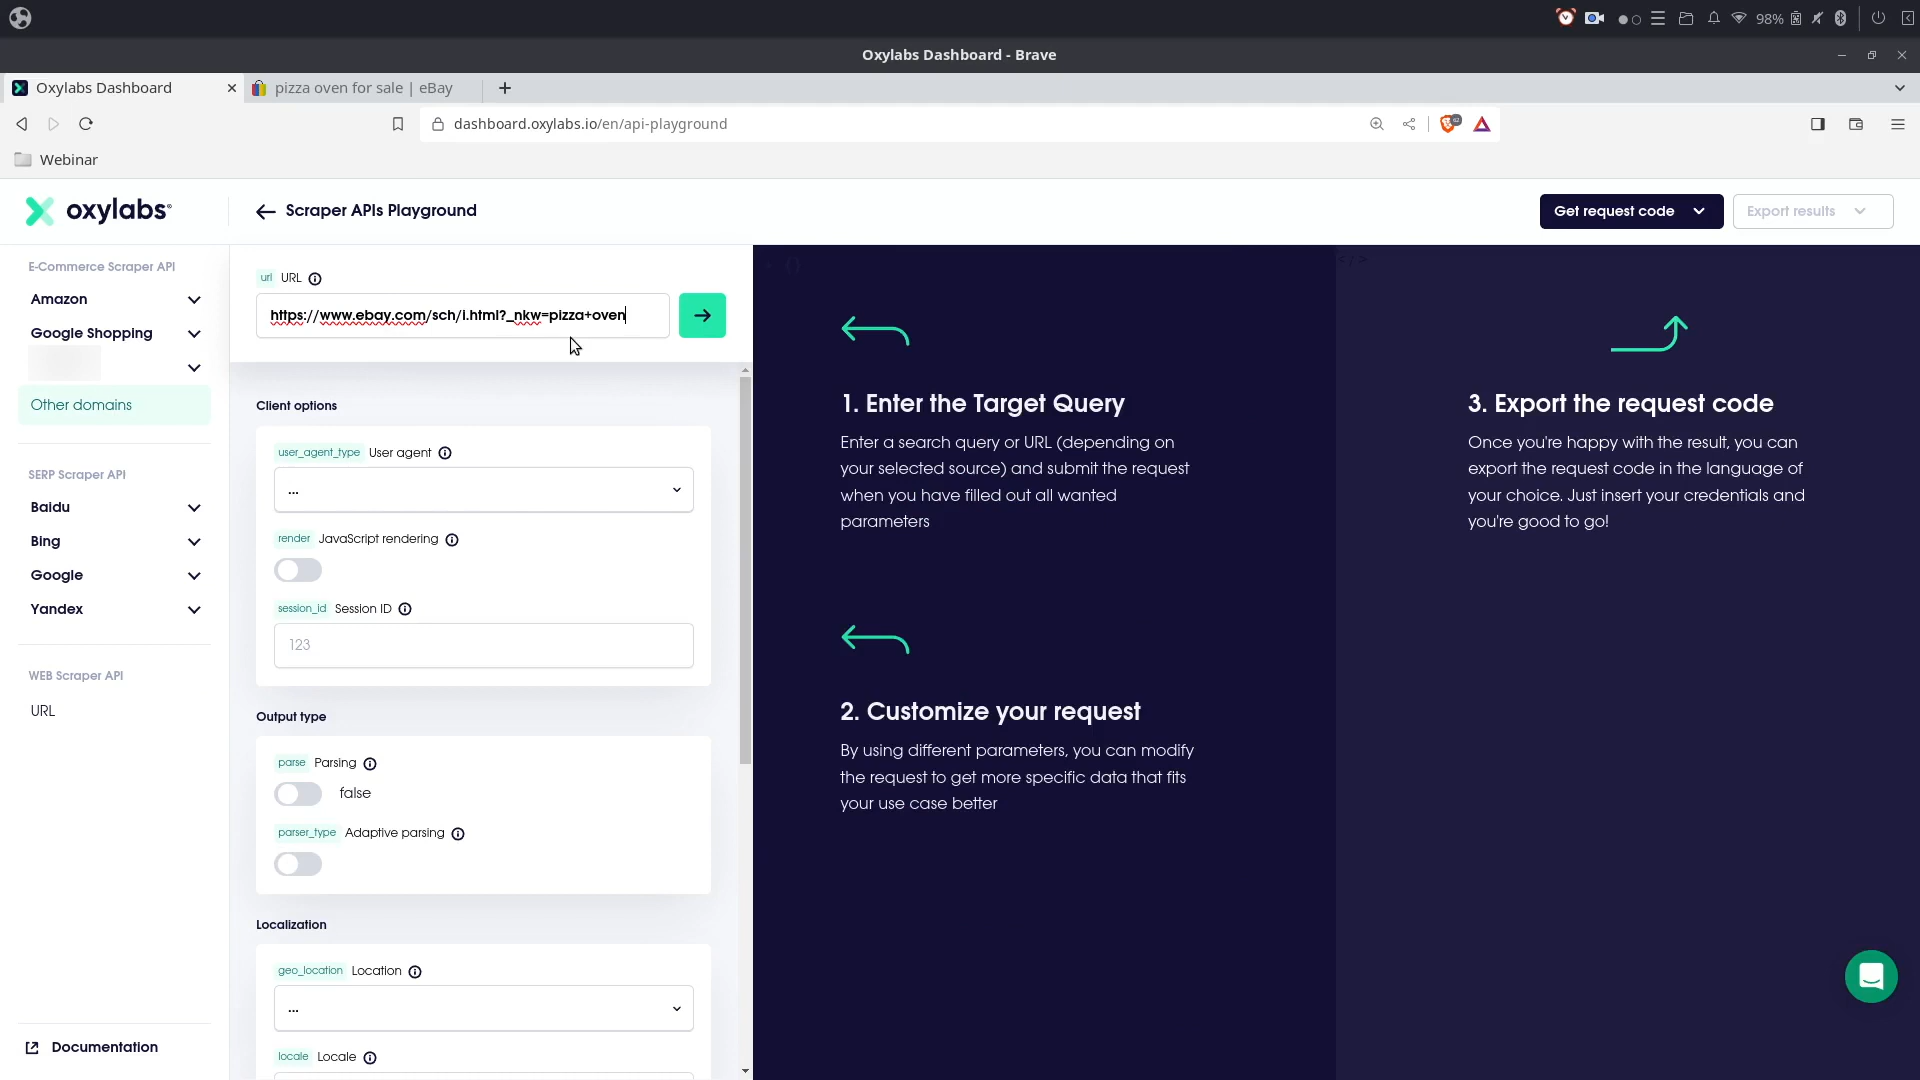 98%
Oxylabs Dashboard - Brave
Oxylabs Dashboard
pizza oven for sale | eBay
dashboard.oxylabs.io/en/api-playground
Webinar
oxylabs
Scraper APIs Playground
Get request code
Export results
E-Commerce Scraper API
Amazon
Google Shopping
Other domains
SERP Scraper API
Baidu
Bing
Google
Yandex
WEB Scraper API
URL
Documentation
url URL
https://www.ebay.com/sch/i.html?_nkw=pizza+oven
Client options
user_agent_type User agent
...
render JavaScript rendering
session_id Session ID
123
Output type
parse Parsing
false
parser_type Adaptive parsing
Localization
geo_location Location
...
locale Locale
1. Enter the Target Query
Enter a search query or URL (depending on
your selected source) and submit the request
when you have filled out all wanted
parameters
2. Customize your request
By using different parameters, you can modify
the request to get more specific data that fits
your use case better
3. Export the request code
Once you're happy with the result, you can
export the request code in the language of
your choice. Just insert your credentials and
you're good to go!